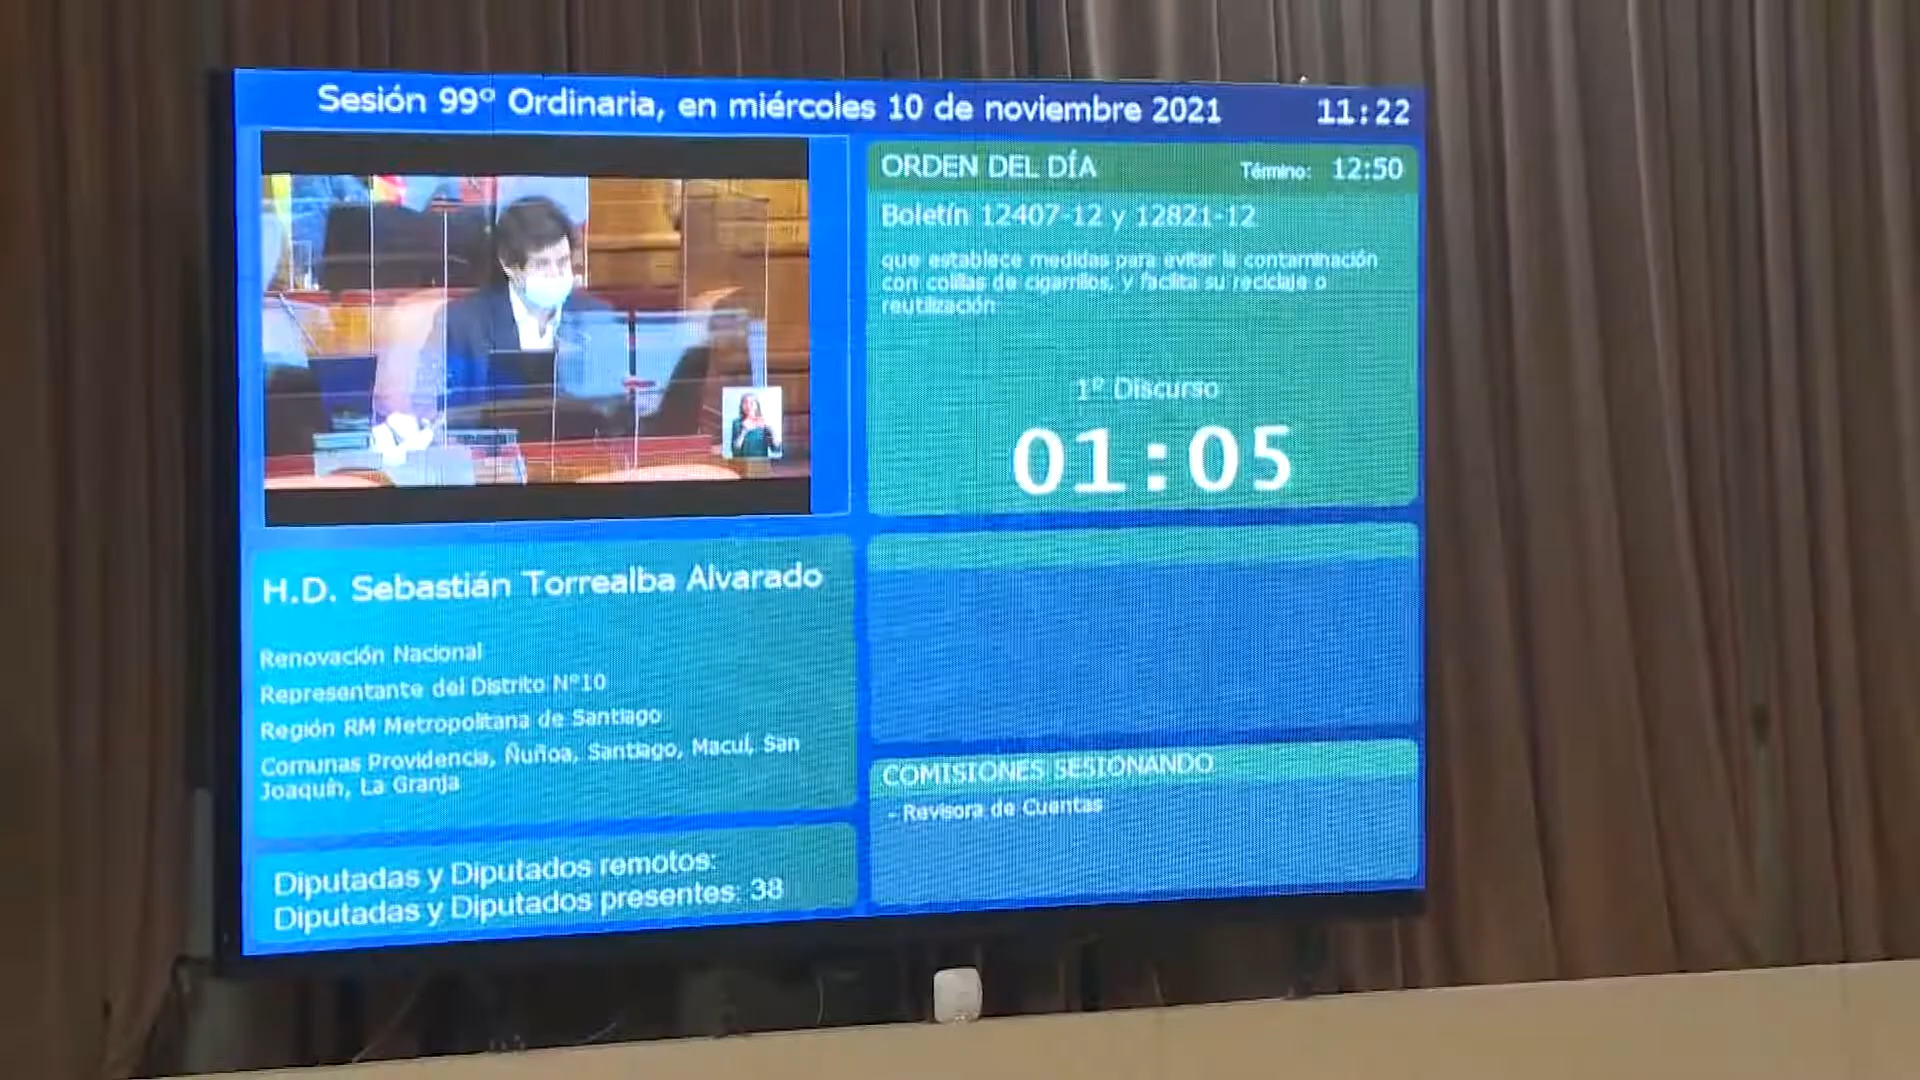 Sesión 99º Ordinaria, en miércoles 10 de noviembre 2021
11:22
ORDEN DEL DÍA
Término: 12:50
Boletín 12407-12 y 12821-12
que establece medidas para evitar la contaminación
con colillas de cigarrillos, y facilita su reciclaje o
reutilización
1º Discurso
01:05
H.D. Sebastián Torrealba Alvarado
Renovación Nacional
Representante del Distrito N°10
Región RM Metropolitana de Santiago
Comunas Providencia, Ñuñoa, Santiago, Macul, San
Joaquín, La Granja
Diputadas y Diputados remotos:
Diputadas y Diputados presentes: 38
COMISIONES SESIONANDO
- Revisora de Cuentas